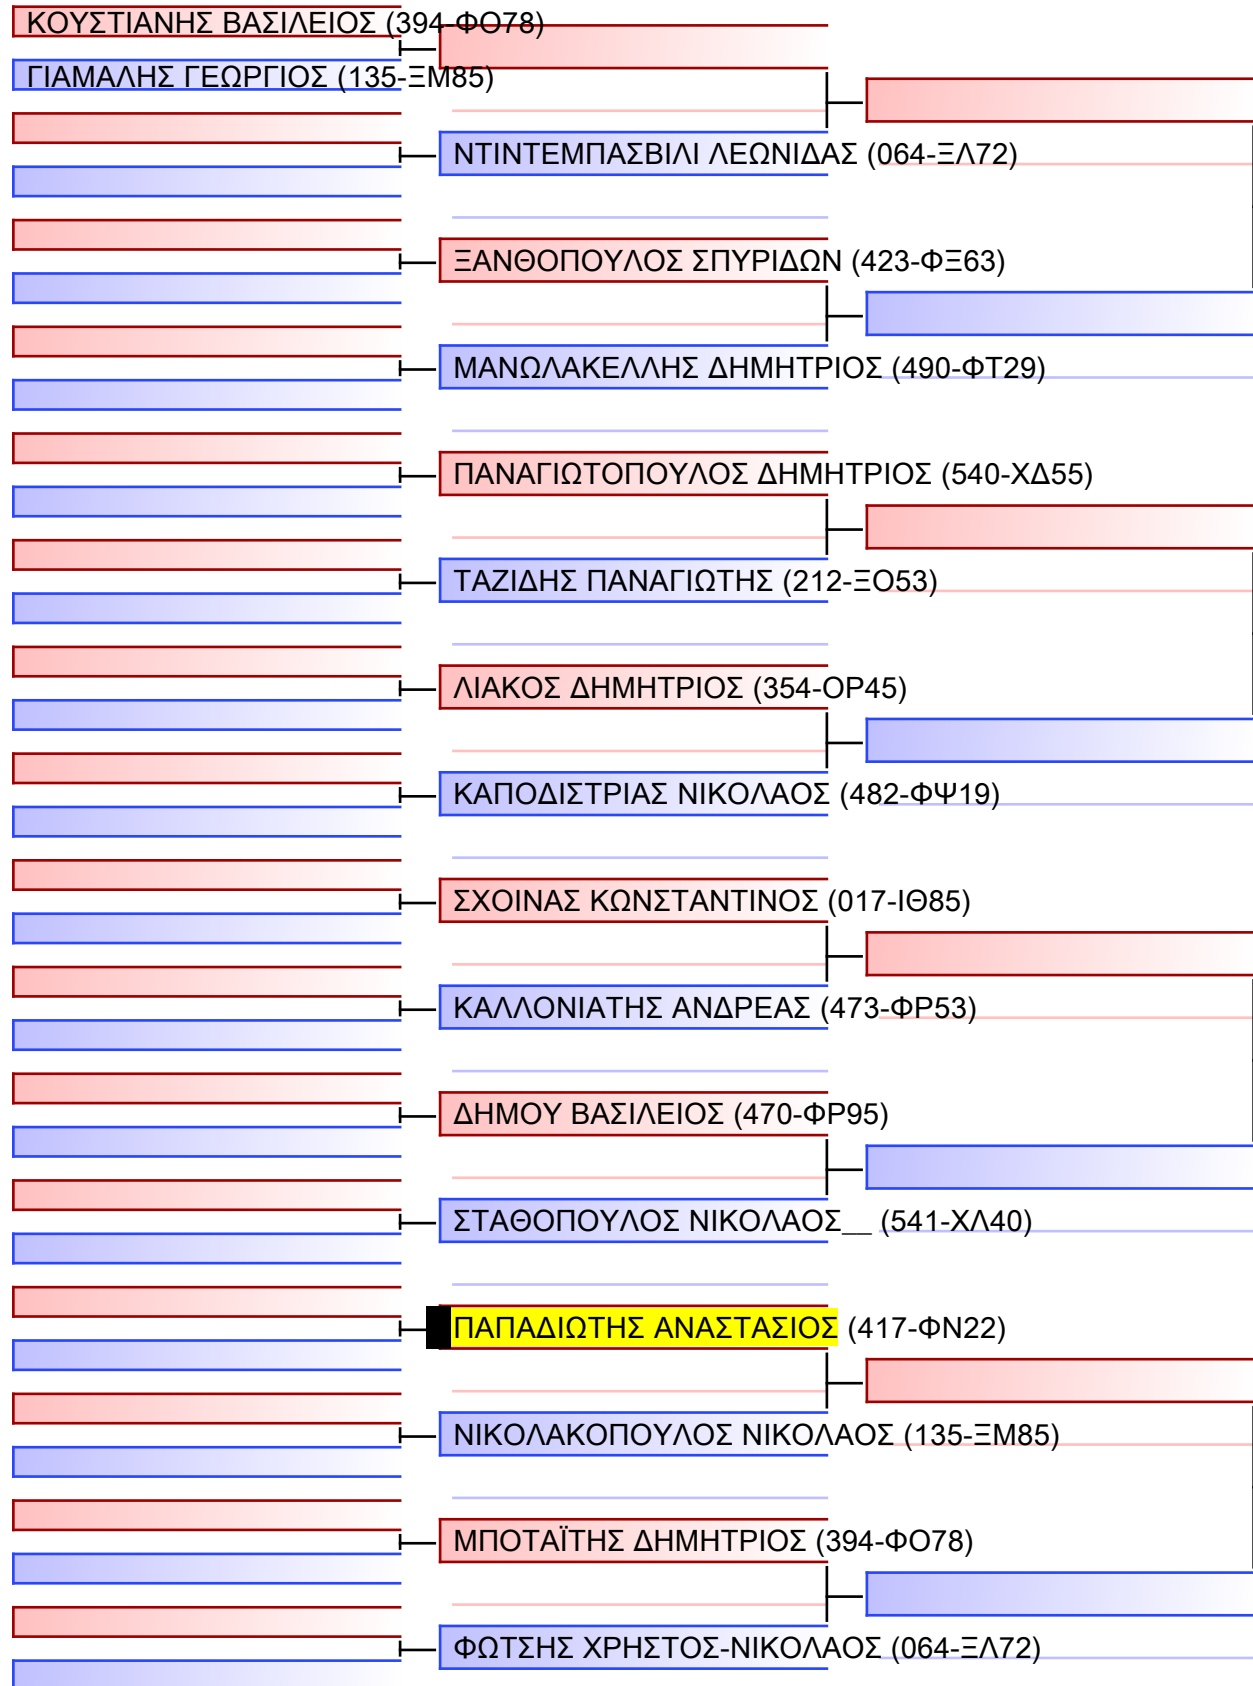 ΚΟΥΣΤΙΑΝΗΣ ΒΑΣΙΛΕΙΟΣ (394-ΦΟ78)
ΓΙΑΜΑΛΗΣ ΓΕΩΡΓΙΟΣ (135-ΞΜ85)
ΝΤΙΝΤΕΜΠΑΣΒΙΛΙ ΛΕΩΝΙΔΑΣ (064-ΞΛ72)
ΞΑΝΘΟΠΟΥΛΟΣ ΣΠΥΡΙΔΩΝ (423-ΦΞ63)
ΜΑΝΩΛΑΚΕΛΛΗΣ ΔΗΜΗΤΡΙΟΣ (490-ΦΤ29)
ΠΑΝΑΓΙΩΤΟΠΟΥΛΟΣ ΔΗΜΗΤΡΙΟΣ (540-ΧΔ55)
ΤΑΖΙΔΗΣ ΠΑΝΑΓΙΩΤΗΣ (212-ΞΟ53)
ΛΙΑΚΟΣ ΔΗΜΗΤΡΙΟΣ (354-ΟΡ45)
ΚΑΠΟΔΙΣΤΡΙΑΣ ΝΙΚΟΛΑΟΣ (482-ΦΨ19)
ΣΧΟΙΝΑΣ ΚΩΝΣΤΑΝΤΙΝΟΣ (017-ΙΘ85)
ΚΑΛΛΟΝΙΑΤΗΣ ΑΝΔΡΕΑΣ (473-ΦΡ53)
ΔΗΜΟΥ ΒΑΣΙΛΕΙΟΣ (470-ΦΡ95)
ΣΤΑΘΟΠΟΥΛΟΣ ΝΙΚΟΛΑΟΣ__ (541-ΧΛ40)
ΠΑΠΑΔΙΩΤΗΣ ΑΝΑΣΤΑΣΙΟΣ (417-ΦΝ22)
ΝΙΚΟΛΑΚΟΠΟΥΛΟΣ ΝΙΚΟΛΑΟΣ (135-ΞΜ85)
ΜΠΟΤΑΪΤΗΣ ΔΗΜΗΤΡΙΟΣ (394-ΦΟ78)
ΦΩΤΣΗΣ ΧΡΗΣΤΟΣ-ΝΙΚΟΛΑΟΣ (064-ΞΛ72)